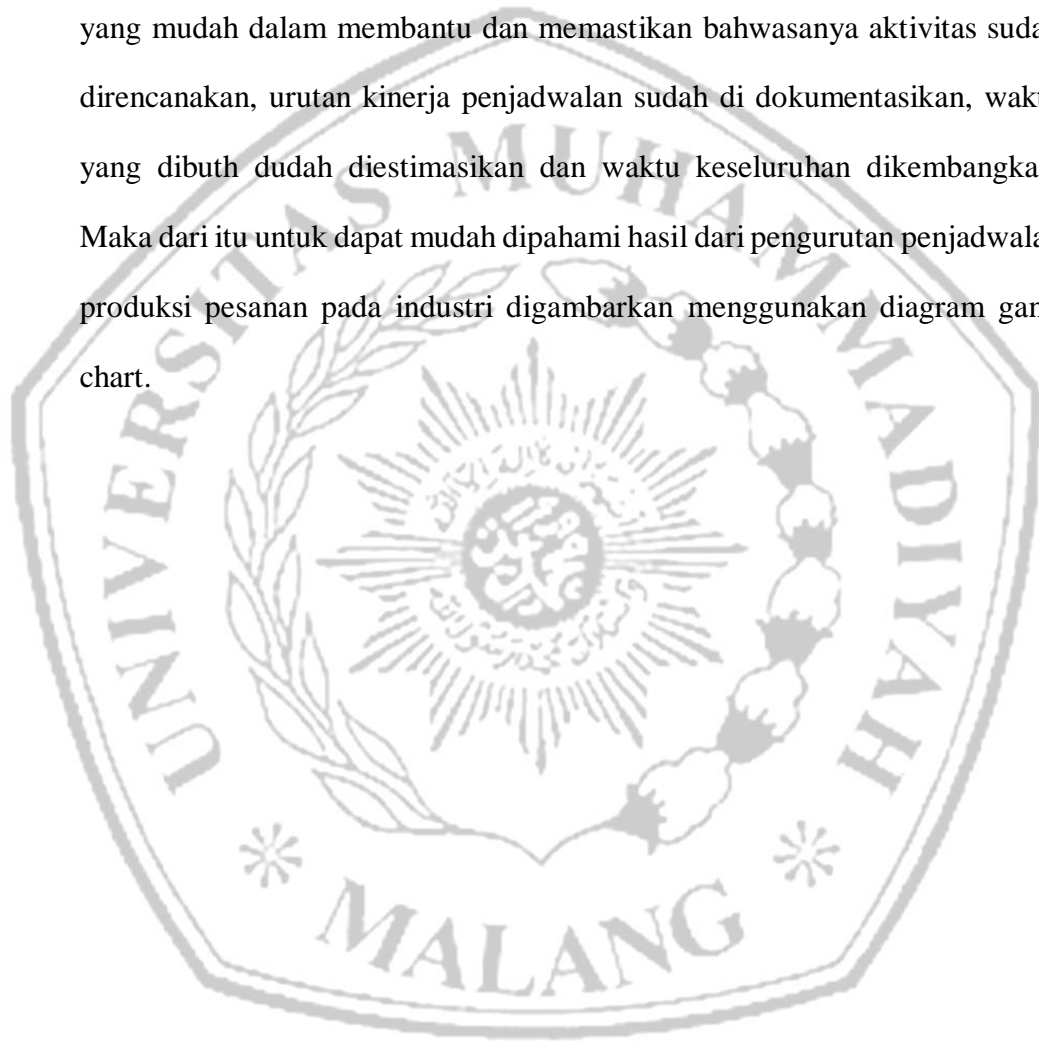 yang mudah dalam membantu dan memastikan bahwasanya aktivitas suda
direncanakan, urutan kinerja penjadwalan sudah di dokumentasikan, wakt
yang dibuth dudah diestimasikan dan waktu keseluruhan dikembangka
Maka dari itu untuk dapat mudah dipahami hasil dari pengurutan penjadwala
produksi pesanan pada industri digambarkan menggunakan diagram gan
chart.
UNIVERSITAS MUHAMMADIYAH
MALANG